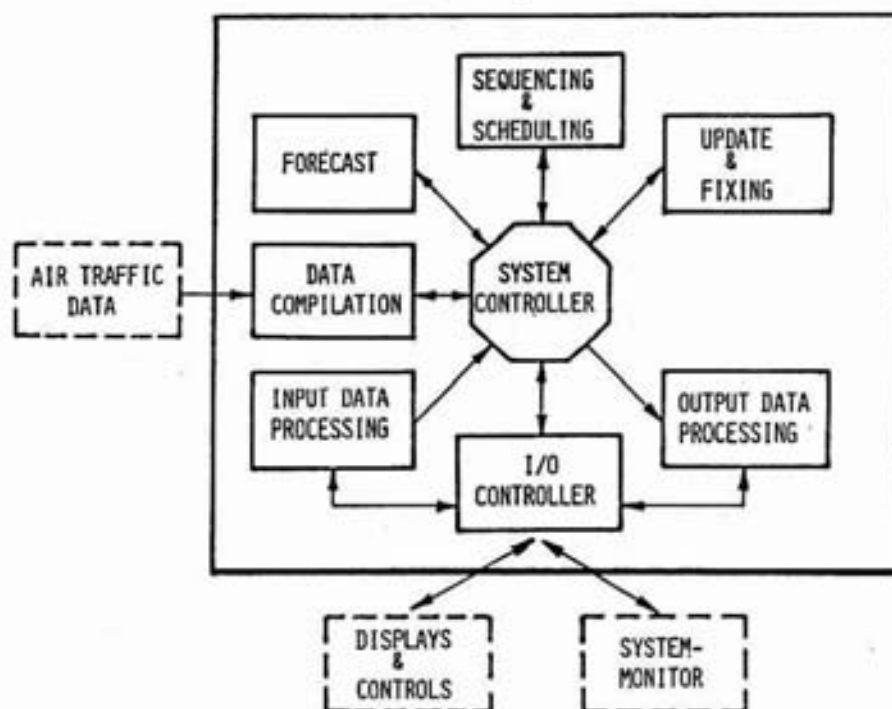 SEQUENCING
&
SCHEDULING
FORECAST
UPDATE
&
FIXING
AIR TRAFFIC
DATA
DATA
COMPILATION
SYSTEM
CONTROLLER
INPUT DATA
PROCESSING
OUTPUT DATA
PROCESSING
I/O
CONTROLLER
DISPLAYS
&
CONTROLS
SYSTEM-
MONITOR